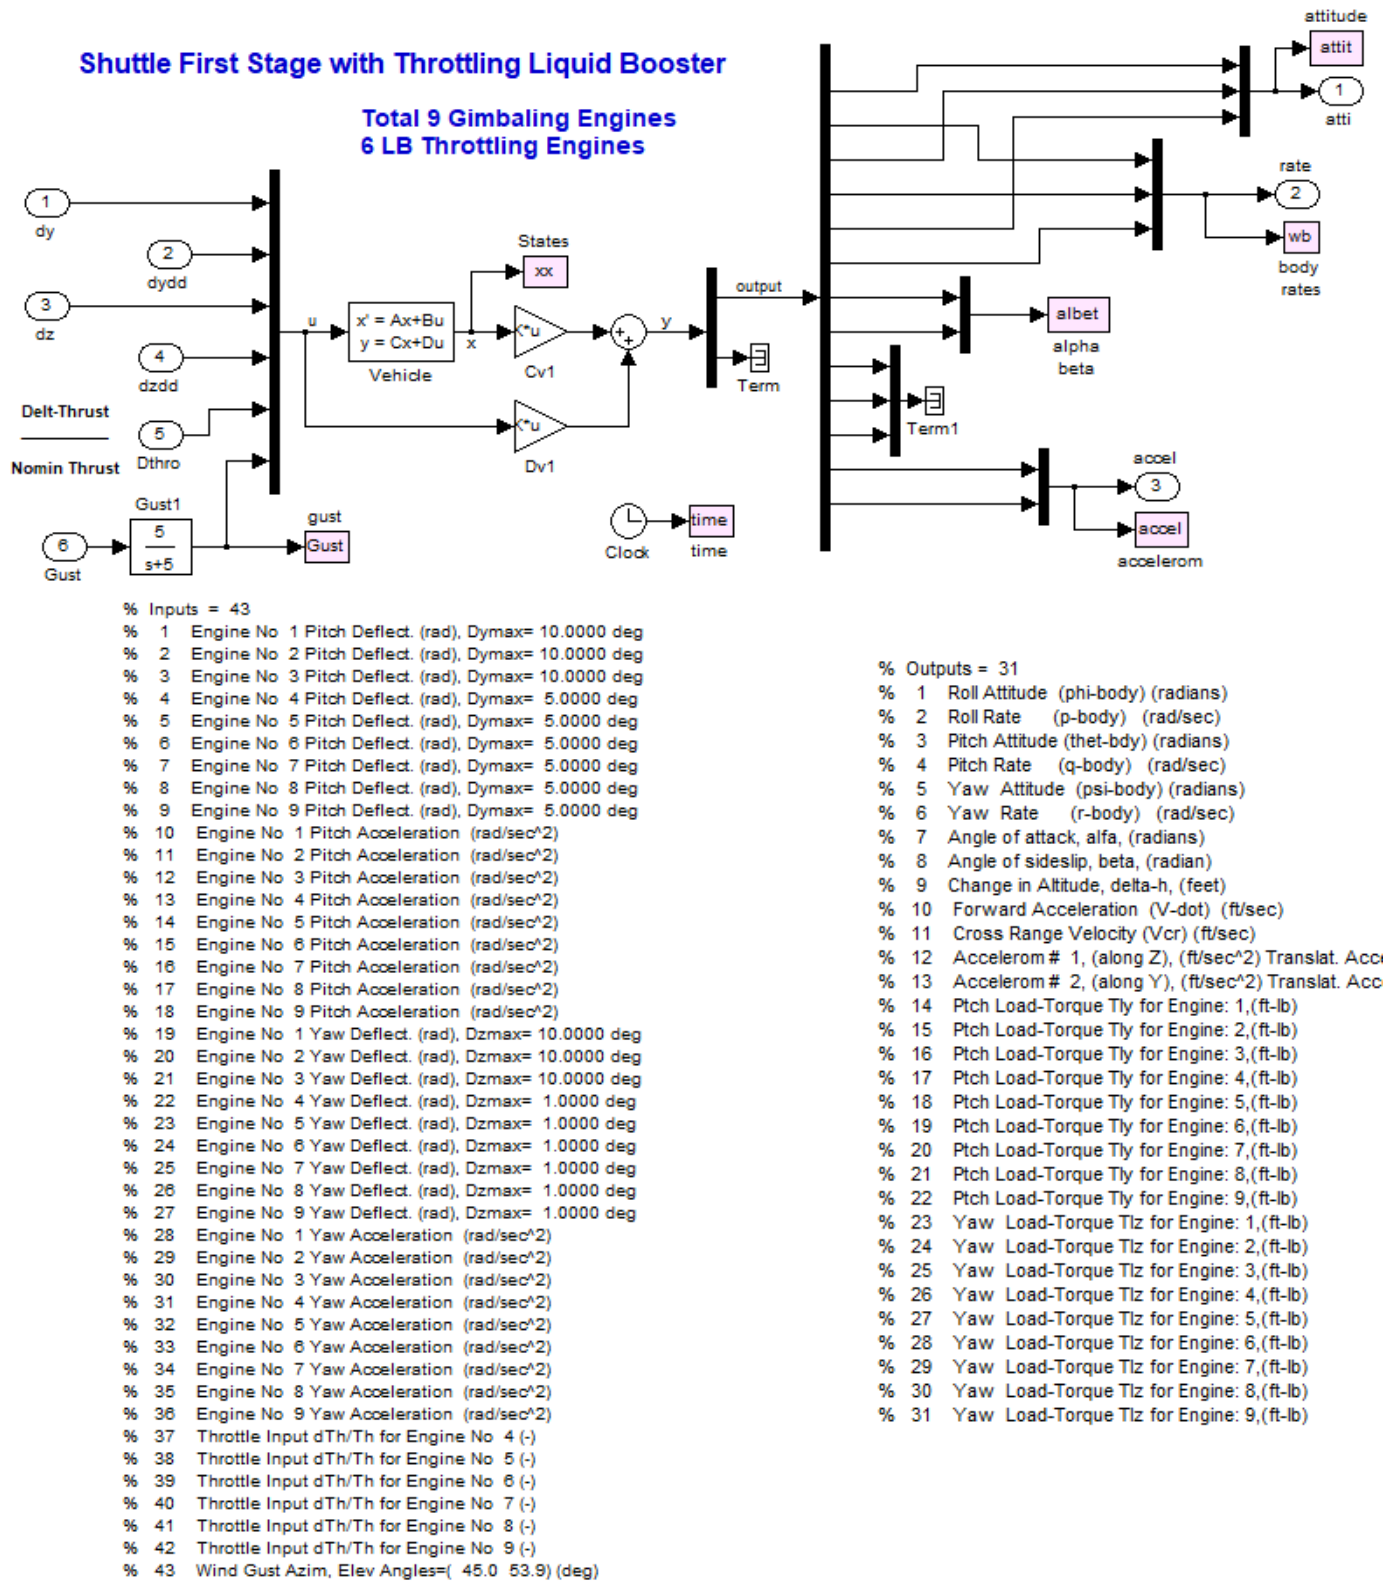 Shuttle First Stage with Throttling Liquid Booster
Total 9 Gimbaling Engines
6 LB Throttling Engines
1
dy
2
dydd
3
dz
4
dzdd
Delt-Thrust
Nomin Thrust
5
Dthro
6
Gust
Gust1
5
s+5
gust
Gust
u
x' = Ax+Bu
y = Cx+Du
Vehicle
x
States
xx
K*u
Cv1
K*u
Dv1
+
+
y
Term
output
Clock
time
time
attitude
attit
1
atti
rate
2
wb
body
rates
albet
alpha
beta
Term1
accel
3
accel
accelerom
% Inputs = 43
% 1 Engine No 1 Pitch Deflect. (rad), Dymax= 10.0000 deg
% 2 Engine No 2 Pitch Deflect. (rad), Dymax= 10.0000 deg
% 3 Engine No 3 Pitch Deflect. (rad), Dymax= 10.0000 deg
% 4 Engine No 4 Pitch Deflect. (rad), Dymax= 5.0000 deg
% 5 Engine No 5 Pitch Deflect. (rad), Dymax= 5.0000 deg
% 6 Engine No 6 Pitch Deflect. (rad), Dymax= 5.0000 deg
% 7 Engine No 7 Pitch Deflect. (rad), Dymax= 5.0000 deg
% 8 Engine No 8 Pitch Deflect. (rad), Dymax= 5.0000 deg
% 9 Engine No 9 Pitch Deflect. (rad), Dymax= 5.0000 deg
% 10 Engine No 1 Pitch Acceleration (rad/sec^2)
% 11 Engine No 2 Pitch Acceleration (rad/sec^2)
% 12 Engine No 3 Pitch Acceleration (rad/sec^2)
% 13 Engine No 4 Pitch Acceleration (rad/sec^2)
% 14 Engine No 5 Pitch Acceleration (rad/sec^2)
% 15 Engine No 6 Pitch Acceleration (rad/sec^2)
% 16 Engine No 7 Pitch Acceleration (rad/sec^2)
% 17 Engine No 8 Pitch Acceleration (rad/sec^2)
% 18 Engine No 9 Pitch Acceleration (rad/sec^2)
% 19 Engine No 1 Yaw Deflect. (rad), Dzmax= 10.0000 deg
% 20 Engine No 2 Yaw Deflect. (rad), Dzmax= 10.0000 deg
% 21 Engine No 3 Yaw Deflect. (rad), Dzmax= 10.0000 deg
% 22 Engine No 4 Yaw Deflect. (rad), Dzmax= 1.0000 deg
% 23 Engine No 5 Yaw Deflect. (rad), Dzmax= 1.0000 deg
% 24 Engine No 6 Yaw Deflect. (rad), Dzmax= 1.0000 deg
% 25 Engine No 7 Yaw Deflect. (rad), Dzmax= 1.0000 deg
% 26 Engine No 8 Yaw Deflect. (rad), Dzmax= 1.0000 deg
% 27 Engine No 9 Yaw Deflect. (rad), Dzmax= 1.0000 deg
% 28 Engine No 1 Yaw Acceleration (rad/sec^2)
% 29 Engine No 2 Yaw Acceleration (rad/sec^2)
% 30 Engine No 3 Yaw Acceleration (rad/sec^2)
% 31 Engine No 4 Yaw Acceleration (rad/sec^2)
% 32 Engine No 5 Yaw Acceleration (rad/sec^2)
% 33 Engine No 6 Yaw Acceleration (rad/sec^2)
% 34 Engine No 7 Yaw Acceleration (rad/sec^2)
% 35 Engine No 8 Yaw Acceleration (rad/sec^2)
% 36 Engine No 9 Yaw Acceleration (rad/sec^2)
% 37 Throttle Input dTh/Th for Engine No 4 (-)
% 38 Throttle Input dTh/Th for Engine No 5 (-)
% 39 Throttle Input dTh/Th for Engine No 6 (-)
% 40 Throttle Input dTh/Th for Engine No 7 (-)
% 41 Throttle Input dTh/Th for Engine No 8 (-)
% 42 Throttle Input dTh/Th for Engine No 9 (-)
% 43 Wind Gust Azim, Elev Angles=( 45.0 53.9) (deg)
% Outputs = 31
% 1 Roll Attitude (phi-body) (radians)
% 2 Roll Rate (p-body) (rad/sec)
% 3 Pitch Attitude (thet-bdy) (radians)
% 4 Pitch Rate (q-body) (rad/sec)
% 5 Yaw Attitude (psi-body) (radians)
% 6 Yaw Rate (r-body) (rad/sec)
% 7 Angle of attack, alfa, (radians)
% 8 Angle of sideslip, beta, (radian)
% 9 Change in Altitude, delta-h, (feet)
% 10 Forward Acceleration (V-dot) (ft/sec)
% 11 Cross Range Velocity (Vcr) (ft/sec)
% 12 Accelerom # 1, (along Z), (ft/sec^2) Translat. Acc
% 13 Accelerom # 2, (along Y), (ft/sec^2) Translat. Acc
% 14 Ptch Load-Torque Tly for Engine: 1,(ft-lb)
% 15 Ptch Load-Torque Tly for Engine: 2,(ft-lb)
% 16 Ptch Load-Torque Tly for Engine: 3,(ft-lb)
% 17 Ptch Load-Torque Tly for Engine: 4,(ft-lb)
% 18 Ptch Load-Torque Tly for Engine: 5,(ft-lb)
% 19 Ptch Load-Torque Tly for Engine: 6,(ft-lb)
% 20 Ptch Load-Torque Tly for Engine: 7,(ft-lb)
% 21 Ptch Load-Torque Tly for Engine: 8,(ft-lb)
% 22 Ptch Load-Torque Tly for Engine: 9,(ft-lb)
% 23 Yaw Load-Torque Tlz for Engine: 1,(ft-lb)
% 24 Yaw Load-Torque Tlz for Engine: 2,(ft-lb)
% 25 Yaw Load-Torque Tlz for Engine: 3,(ft-lb)
% 26 Yaw Load-Torque Tlz for Engine: 4,(ft-lb)
% 27 Yaw Load-Torque Tlz for Engine: 5,(ft-lb)
% 28 Yaw Load-Torque Tlz for Engine: 6,(ft-lb)
% 29 Yaw Load-Torque Tlz for Engine: 7,(ft-lb)
% 30 Yaw Load-Torque Tlz for Engine: 8,(ft-lb)
% 31 Yaw Load-Torque Tlz for Engine: 9,(ft-lb)